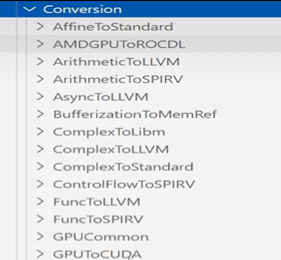 Conversion
AffineToStandard
AMDGPUToROCDL
ArithmeticToLLVM
ArithmeticToSPIRV
AsyncToLLVM
BufferizationToMemRef
ComplexToLibm
ComplexToLLVM
ComplexToStandard
ControlFlowToSPIRV
FuncToLLVM
FuncToSPIRV
GPUCommon
GPUToCUDA